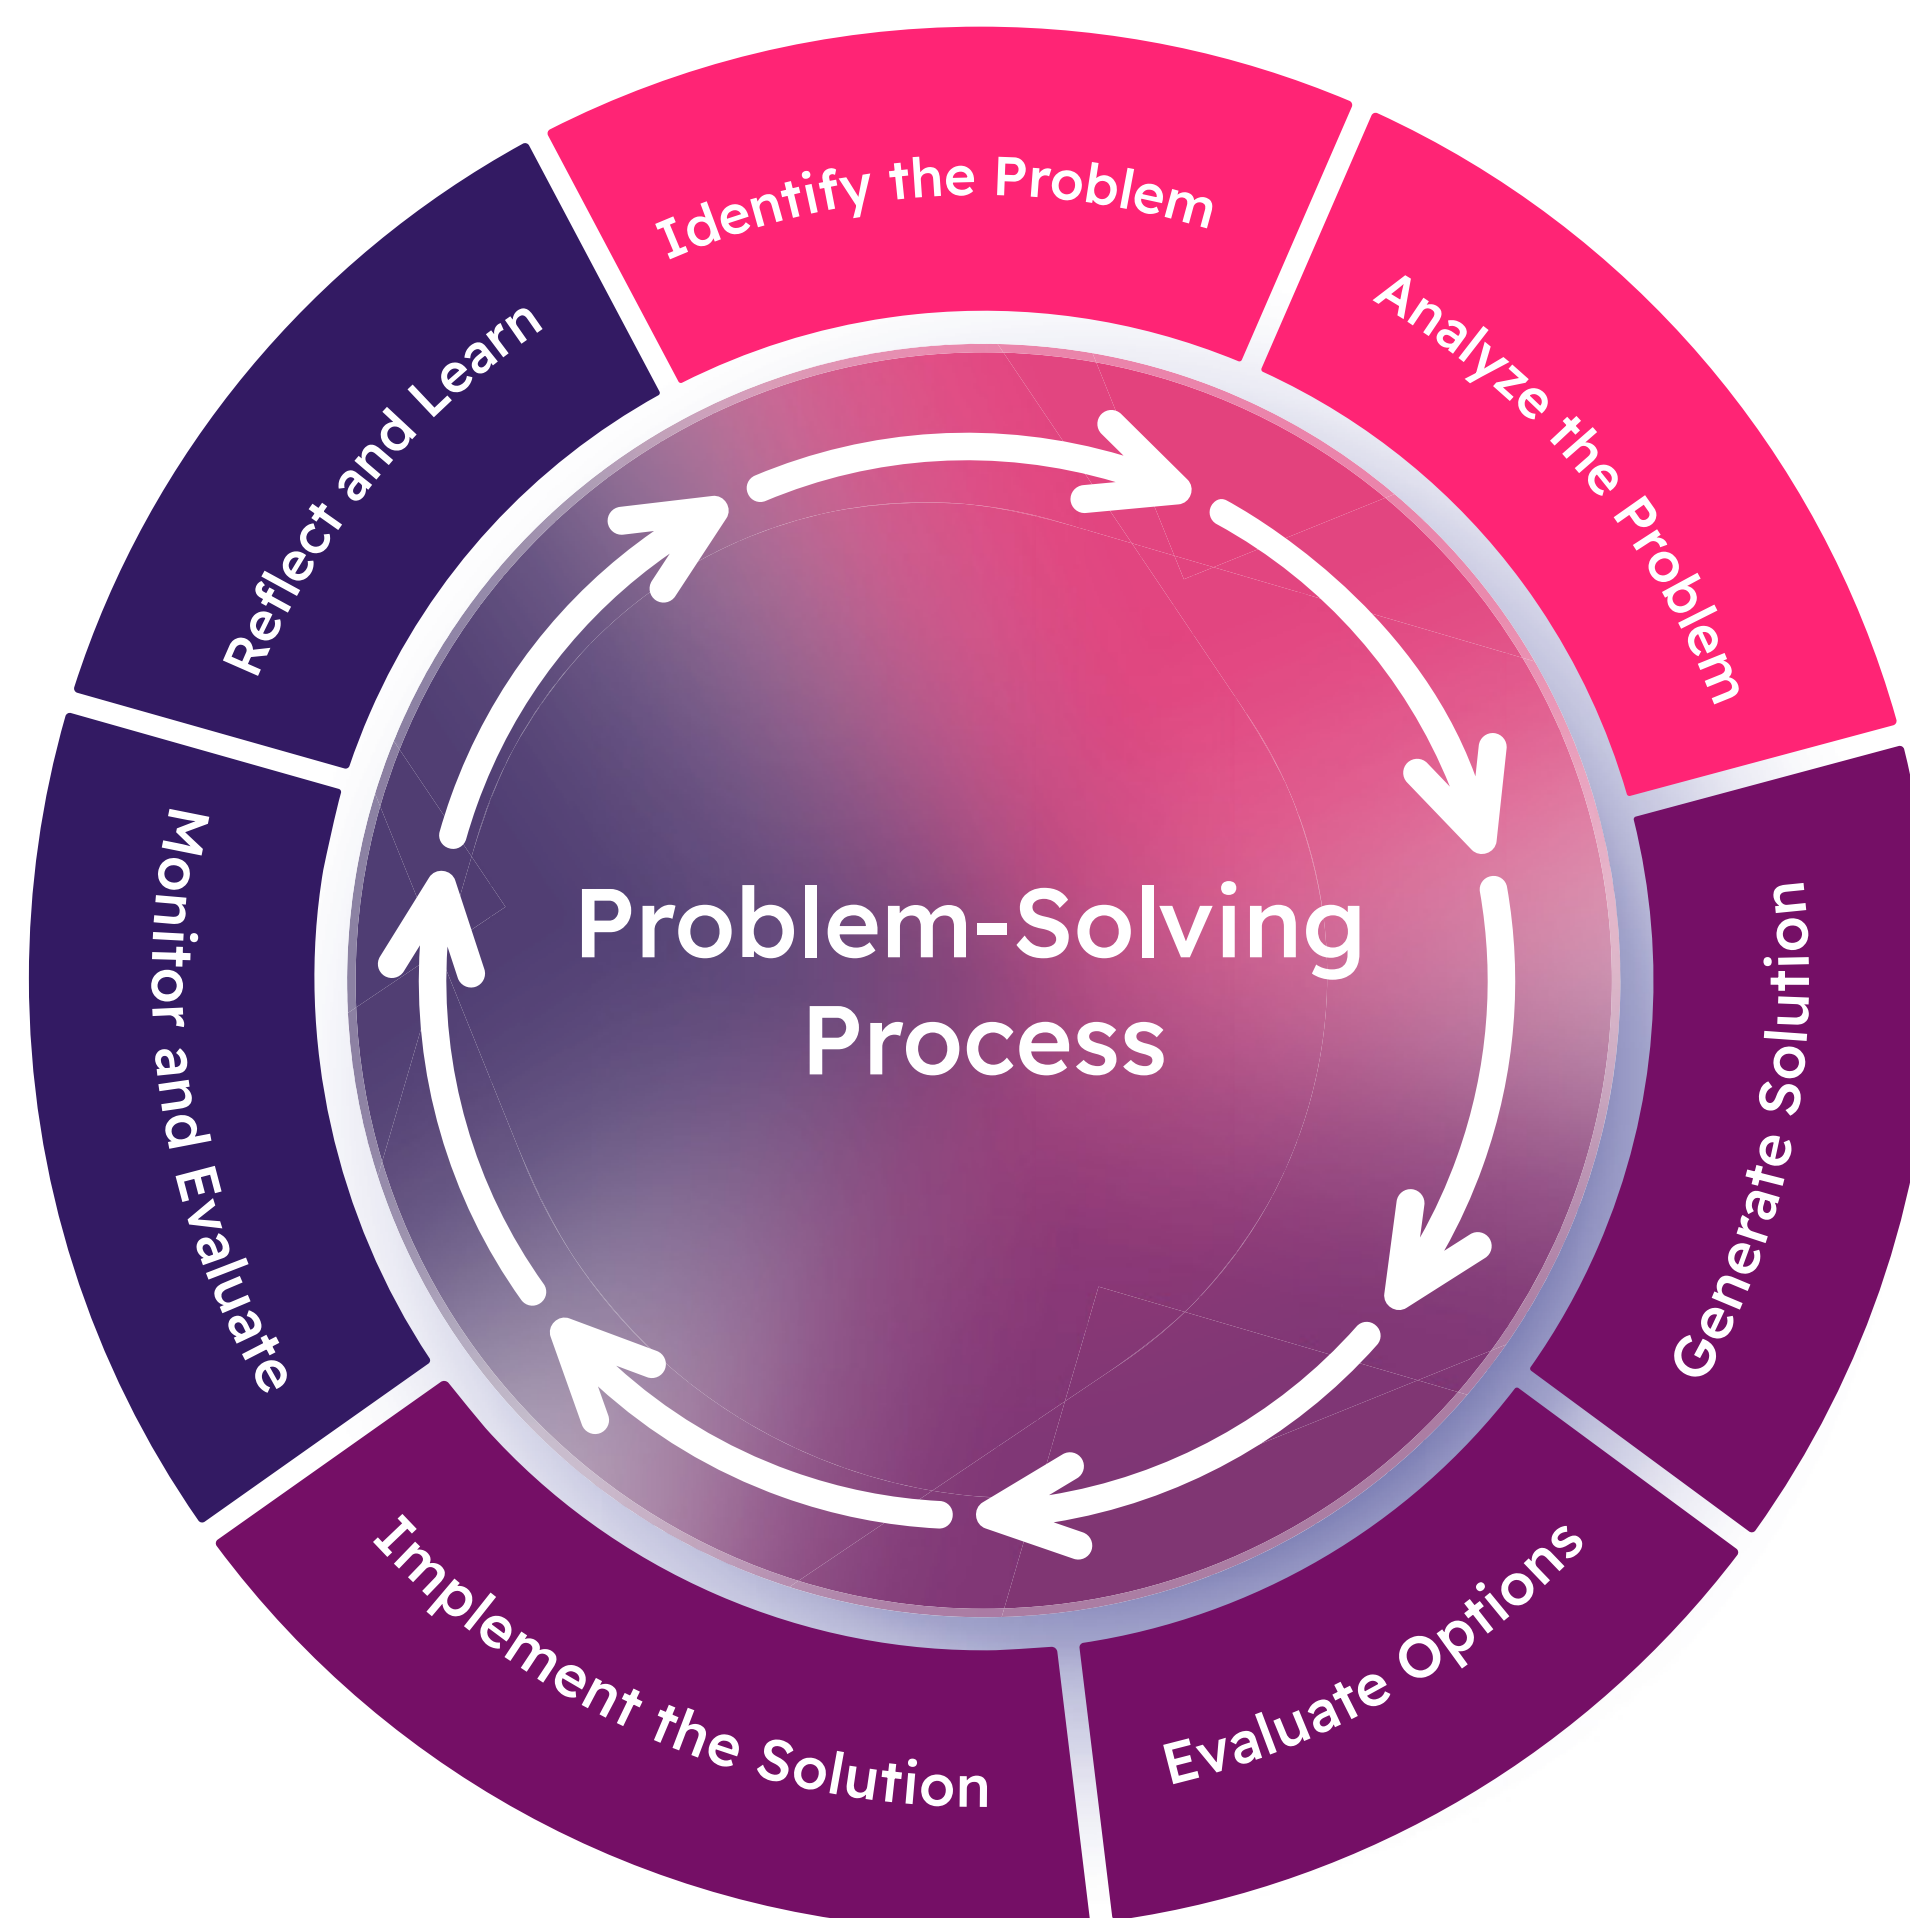 Identify the Problem
Analyze the Problem
Generate solution
Evaluate Options
Implement the Solution
Monitor and Evaluate
Reflect and Learn
Problem-Solving
Process